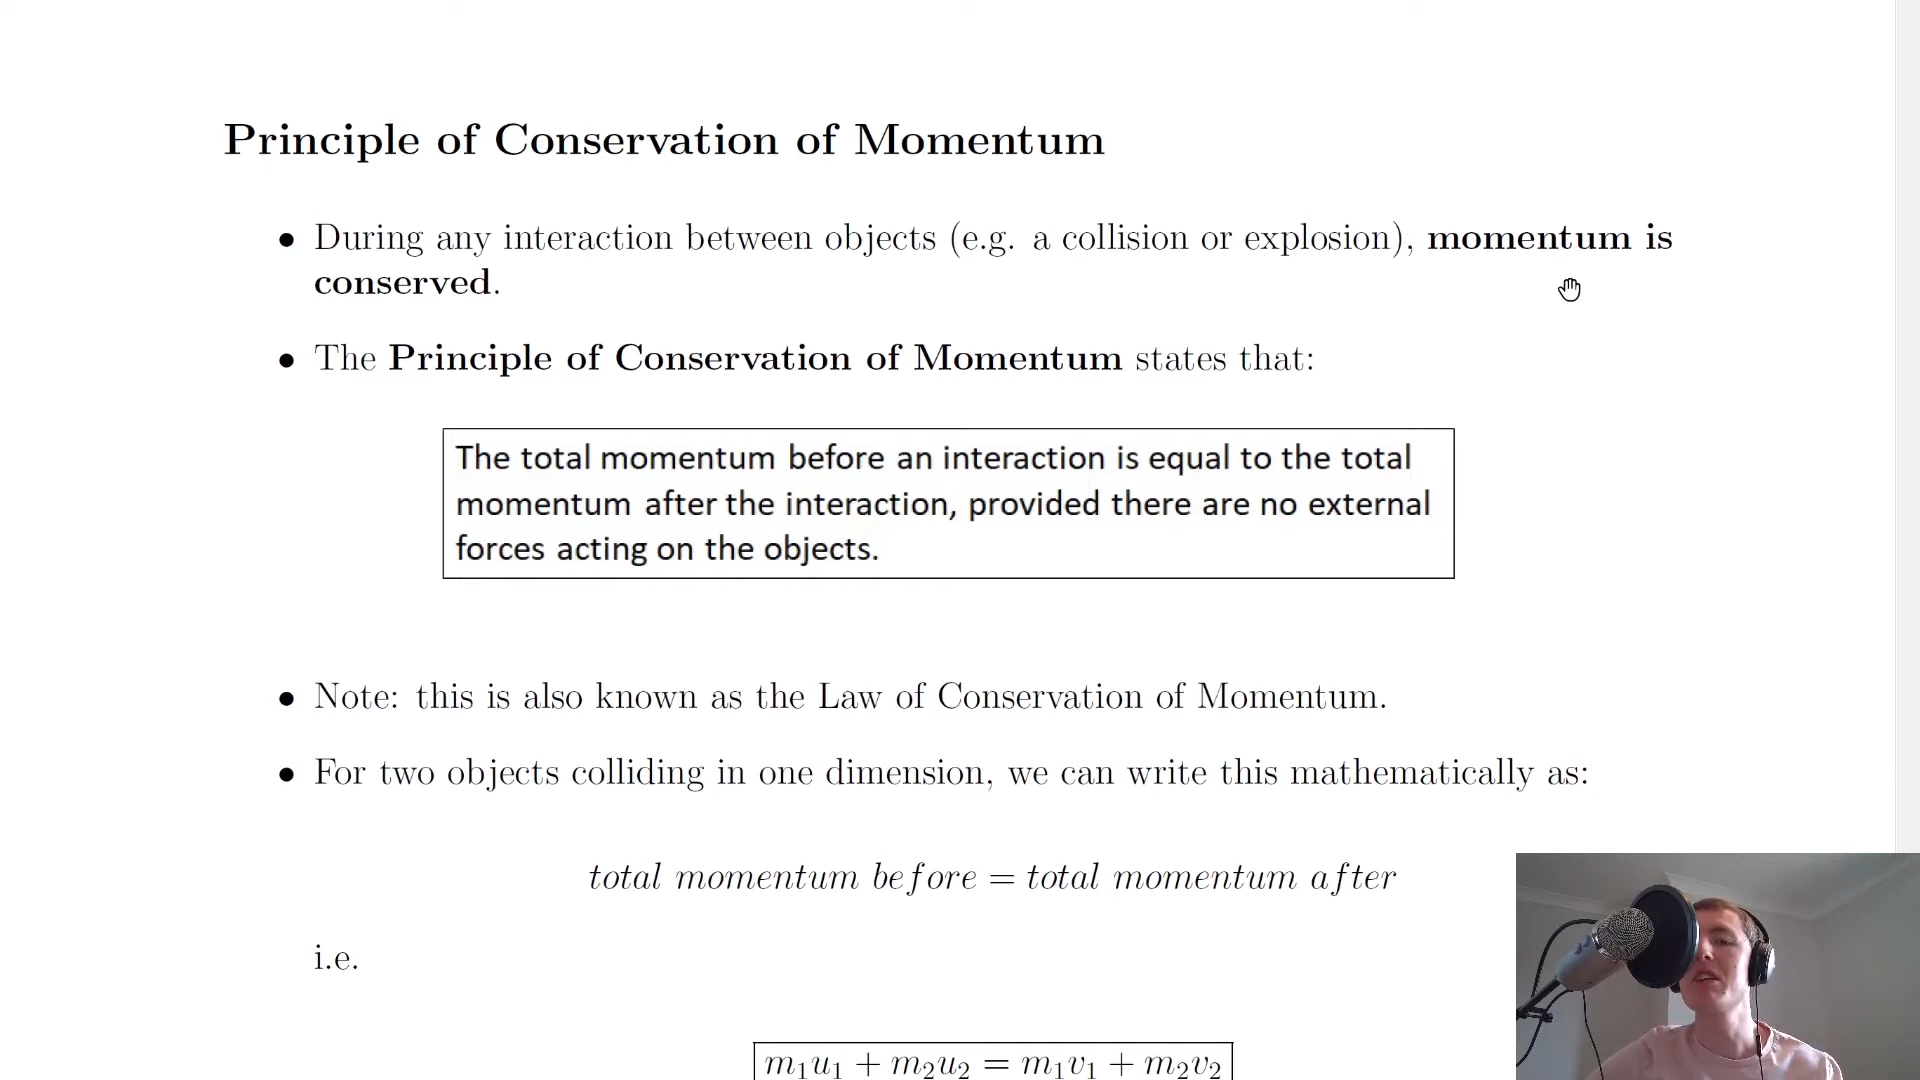 Principle of Conservation of Momentum
• During any interaction between objects (e.g. a collision or explosion), momentum is
conserved.
• The Principle of Conservation of Momentum states that:
The total momentum before an interaction is equal to the total
momentum after the interaction, provided there are no external
forces acting on the objects.
• Note: this is also known as the Law of Conservation of Momentum.
• For two objects colliding in one dimension, we can write this mathematically as:
total momentum before = total momentum after
i.e.
m₁u₁ + m₂u₂ = m₁v₁ + m₂v₂